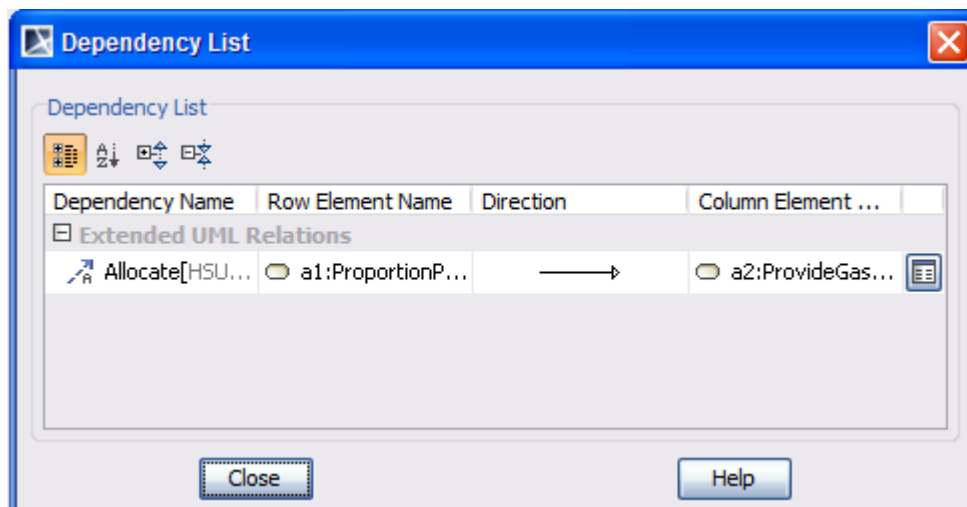 Dependency List
Dependency List
Dependency Name Row Element Name Direction Column Element ...
Extended UML Relations
Allocate[HSU... a1:ProportionP... a2:ProvideGas...
Close Help